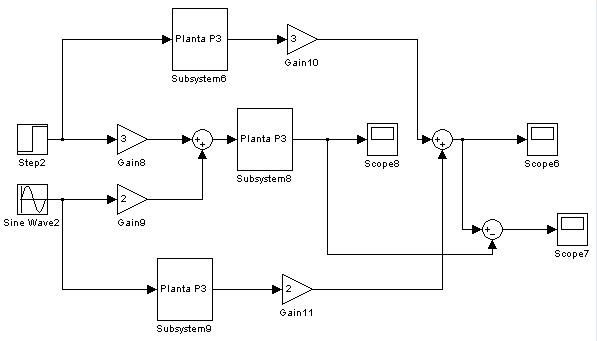 Planta P3
3
Subsystem6
Gain10
3
+
+
Planta P3
+
+
Step2
Gain8
Subsystem8
Scope8
Scope6
2
Sine Wave2
Gain9
+
−
Scope7
Planta P3
2
Subsystem9
Gain11